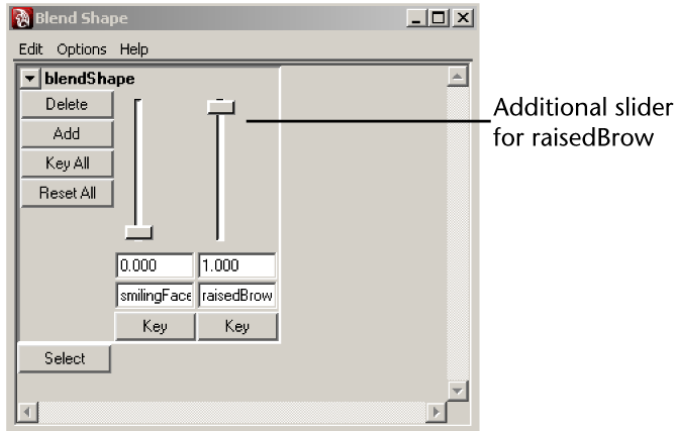 Blend Shape
Edit Options Help
blendShape
Delete
Add
Key All
Reset All
0.000 1.000
smilingFace raisedBrow
Key Key
Select
Additional slider
for raisedBrow